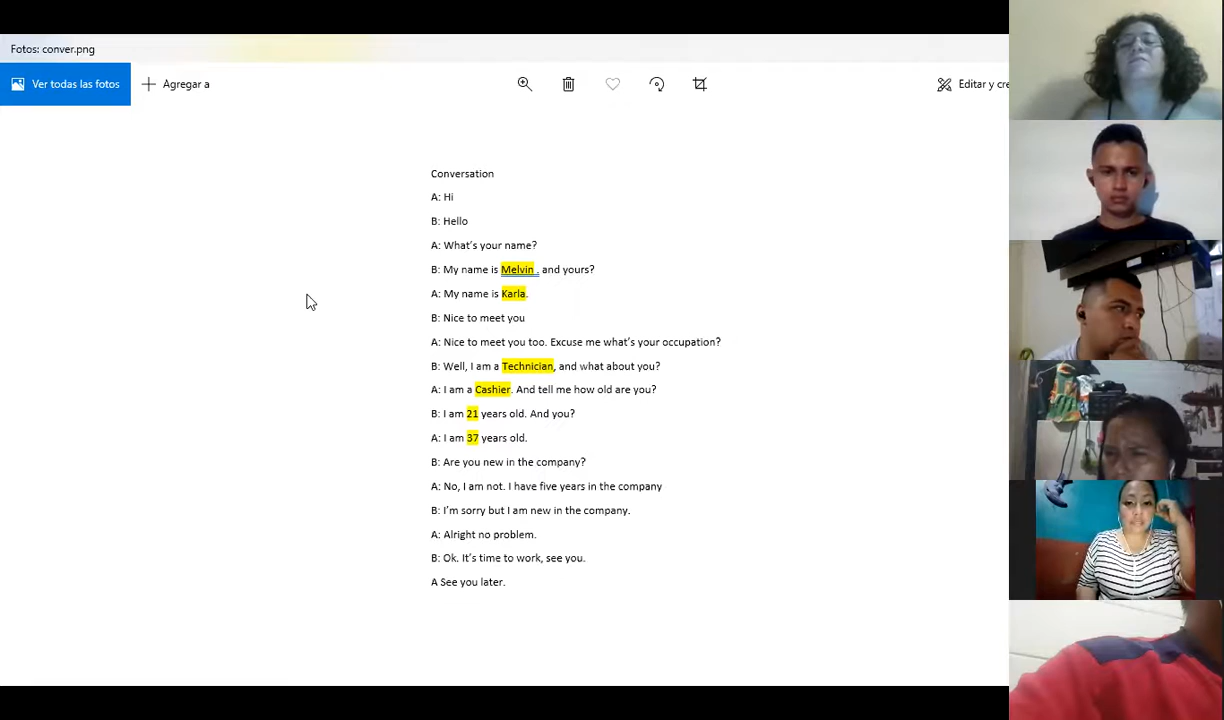 Fotos: conver.png
Ver todas las fotos
Agregar a
Editar y cre
Conversation
A: Hi
B: Hello
A: What's your name?
B: My name is Melvin . and yours?
A: My name is Karla.
B: Nice to meet you
A: Nice to meet you too. Excuse me what's your occupation?
B: Well, I am a Technician, and what about you?
A: I am a Cashier. And tell me how old are you?
B: I am 21 years old. And you?
A: I am 37 years old.
B: Are you new in the company?
A: No, I am not. I have five years in the company
B: I'm sorry but I am new in the company.
A: Alright no problem.
B: Ok. It's time to work, see you.
A See you later.